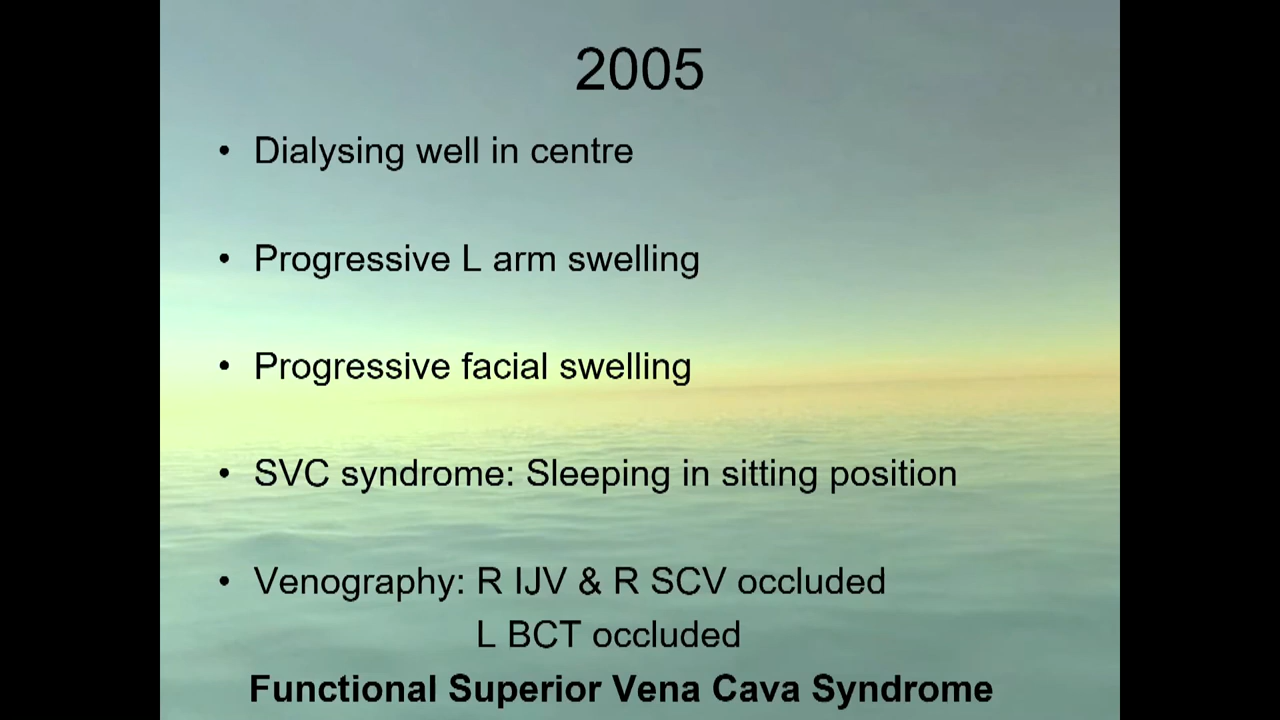 2005
• Dialysing well in centre
• Progressive L arm swelling
• Progressive facial swelling
• SVC syndrome: Sleeping in sitting position
• Venography: R IJV & R SCV occluded
L BCT occluded
Functional Superior Vena Cava Syndrome